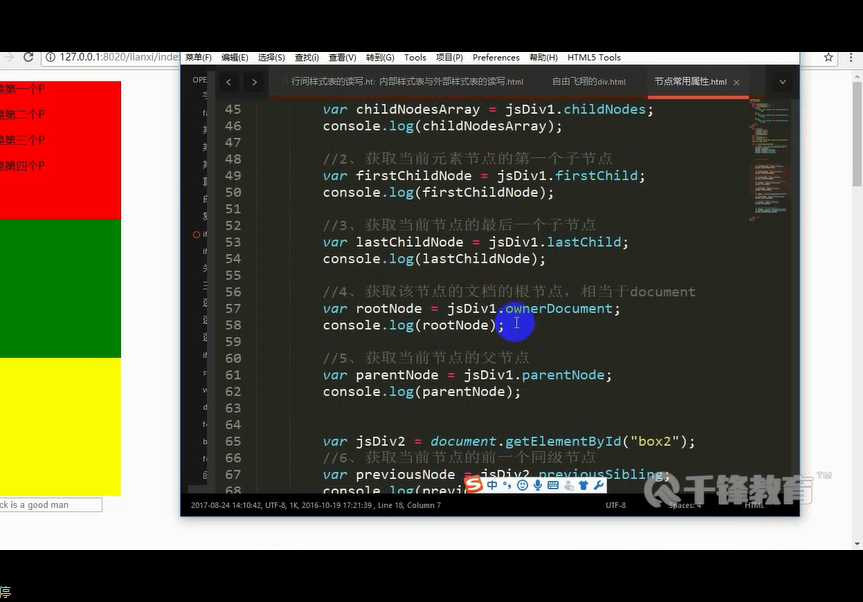 127.0.0.1:8020/lianxi/inde
菜单(F) 编辑(E) 选择(S) 查找(I) 查看(V) 转到(G) Tools 项目(P) Preferences 帮助(H) HTML5 Tools
行间样式表的读写.ht 内部样式表与外部样式表的读写.html 自由飞翔的div.html 节点常用属性.html
OPE
第一个P
第二个P
第三个P
第四个P
ck is a good man
45 var childNodesArray = jsDiv1.childNodes;
46 console.log(childNodesArray);
47
48 //2、获取当前元素节点的第一个子节点
49 var firstChildNode = jsDiv1.firstChild;
50 console.log(firstChildNode);
51
52 //3、获取当前节点的最后一个子节点
53 var lastChildNode = jsDiv1.lastChild;
54 console.log(lastChildNode);
55
56 //4、获取该节点的文档的根节点，相当于document
57 var rootNode = jsDiv1.ownerDocument;
58 console.log(rootNode);
59
60 //5、获取当前节点的父节点
61 var parentNode = jsDiv1.parentNode;
62 console.log(parentNode);
63
64
65 var jsDiv2 = document.getElementById("box2");
66 //6、获取当前节点的前一个同级节点
67 var previousNode = jsDiv2.previousSibling;
68 console.log(previ
中
千锋教育™
2017-08-24 14:10:42, UTF-8, 1K, 2016-10-19 17:21:39 , Line 18, Column 7 UTF-8 Spaces: 4 HTML
停